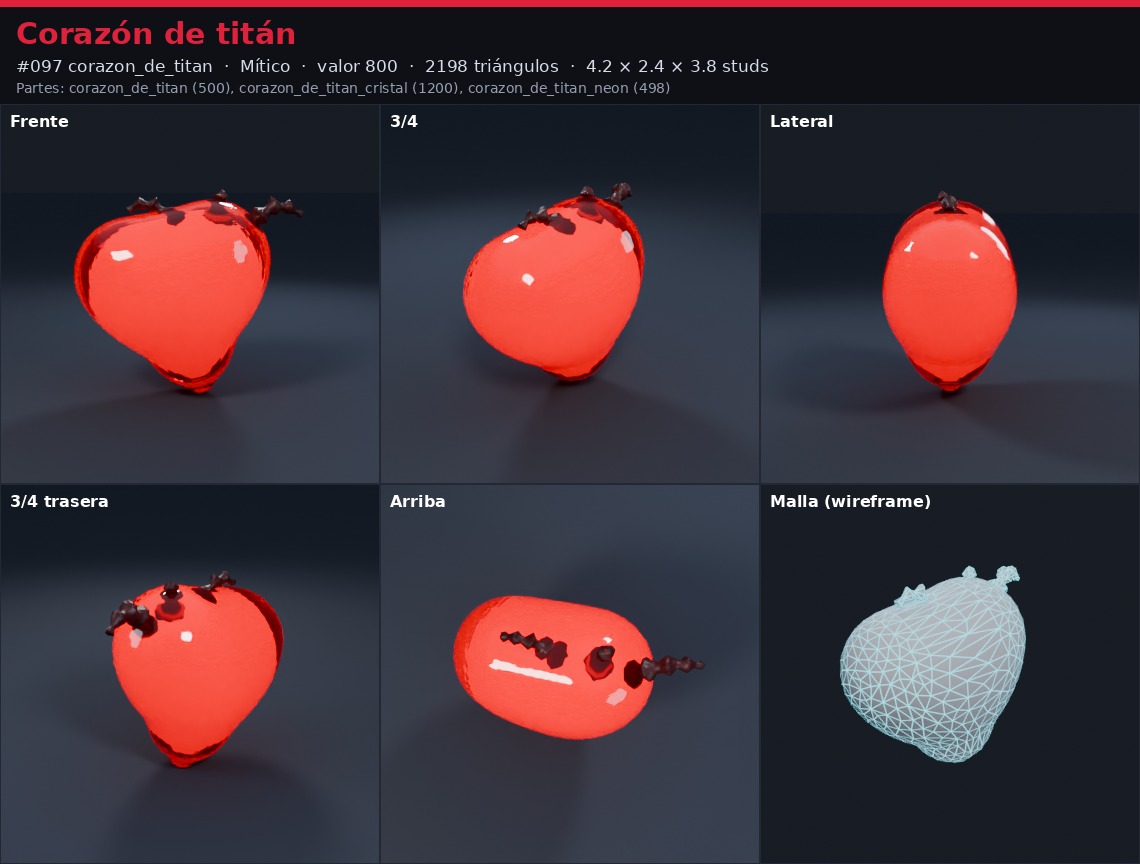 Corazón de titán
#097 corazon_de_titan · Mítico · valor 800 · 2198 triángulos · 4.2 × 2.4 × 3.8 studs
Partes: corazon_de_titan (500), corazon_de_titan_cristal (1200), corazon_de_titan_neon (498)
Frente
3/4
Lateral
3/4 trasera
Arriba
Malla (wireframe)